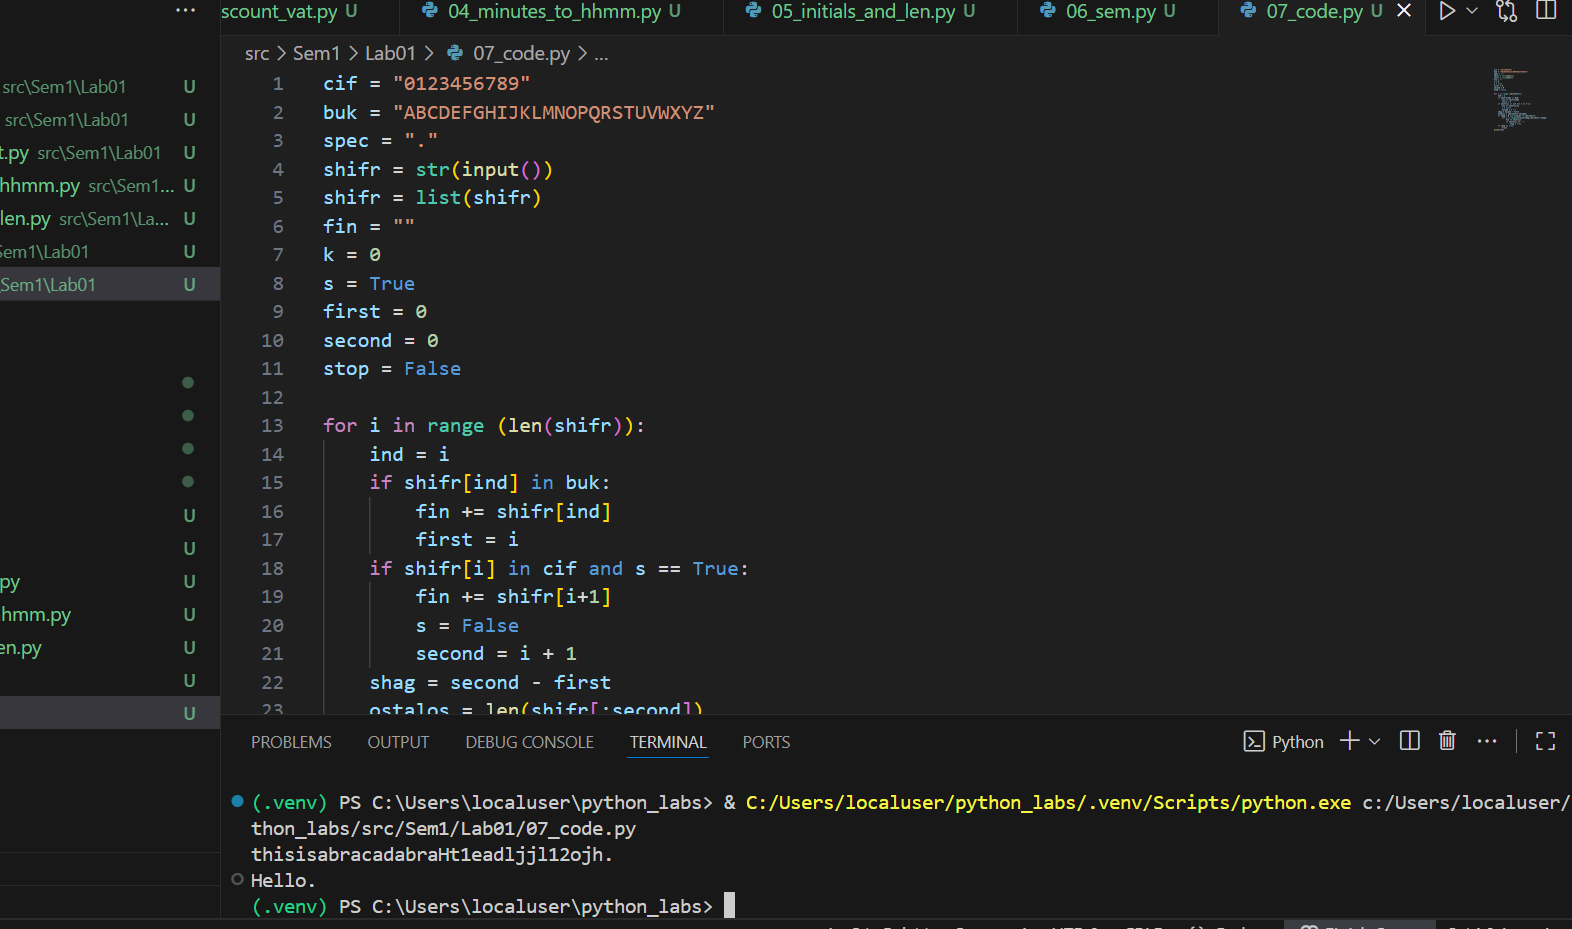 scount_vat.py U 04_minutes_to_hhmm.py U 05_initials_and_len.py U 06_sem.py U 07_code.py U
src > Sem1 > Lab01 > 07_code.py > ...
src\Sem1\Lab01 U
src\Sem1\Lab01 U
t.py src\Sem1\Lab01 U
hhmm.py src\Sem1... U
len.py src\Sem1\La... U
Sem1\Lab01 U
Sem1\Lab01 U
U
U
py U
hmm.py U
en.py U
U
U
1 cif = "0123456789"
2 buk = "ABCDEFGHIJKLMNOPQRSTUVWXYZ"
3 spec = "."
4 shifr = str(input())
5 shifr = list(shifr)
6 fin = ""
7 k = 0
8 s = True
9 first = 0
10 second = 0
11 stop = False
12
13 for i in range (len(shifr)):
14 ind = i
15 if shifr[ind] in buk:
16 fin += shifr[ind]
17 first = i
18 if shifr[i] in cif and s == True:
19 fin += shifr[i+1]
20 s = False
21 second = i + 1
22 shag = second - first
23 ostalos = len(shifr[:second])
PROBLEMS OUTPUT DEBUG CONSOLE TERMINAL PORTS Python
(.venv) PS C:\Users\localuser\python_labs> & C:/Users/localuser/python_labs/.venv/Scripts/python.exe c:/Users/localuser/
thon_labs/src/Sem1/Lab01/07_code.py
thisisabracadabraHt1eadljjl12ojh.
Hello.
(.venv) PS C:\Users\localuser\python_labs>